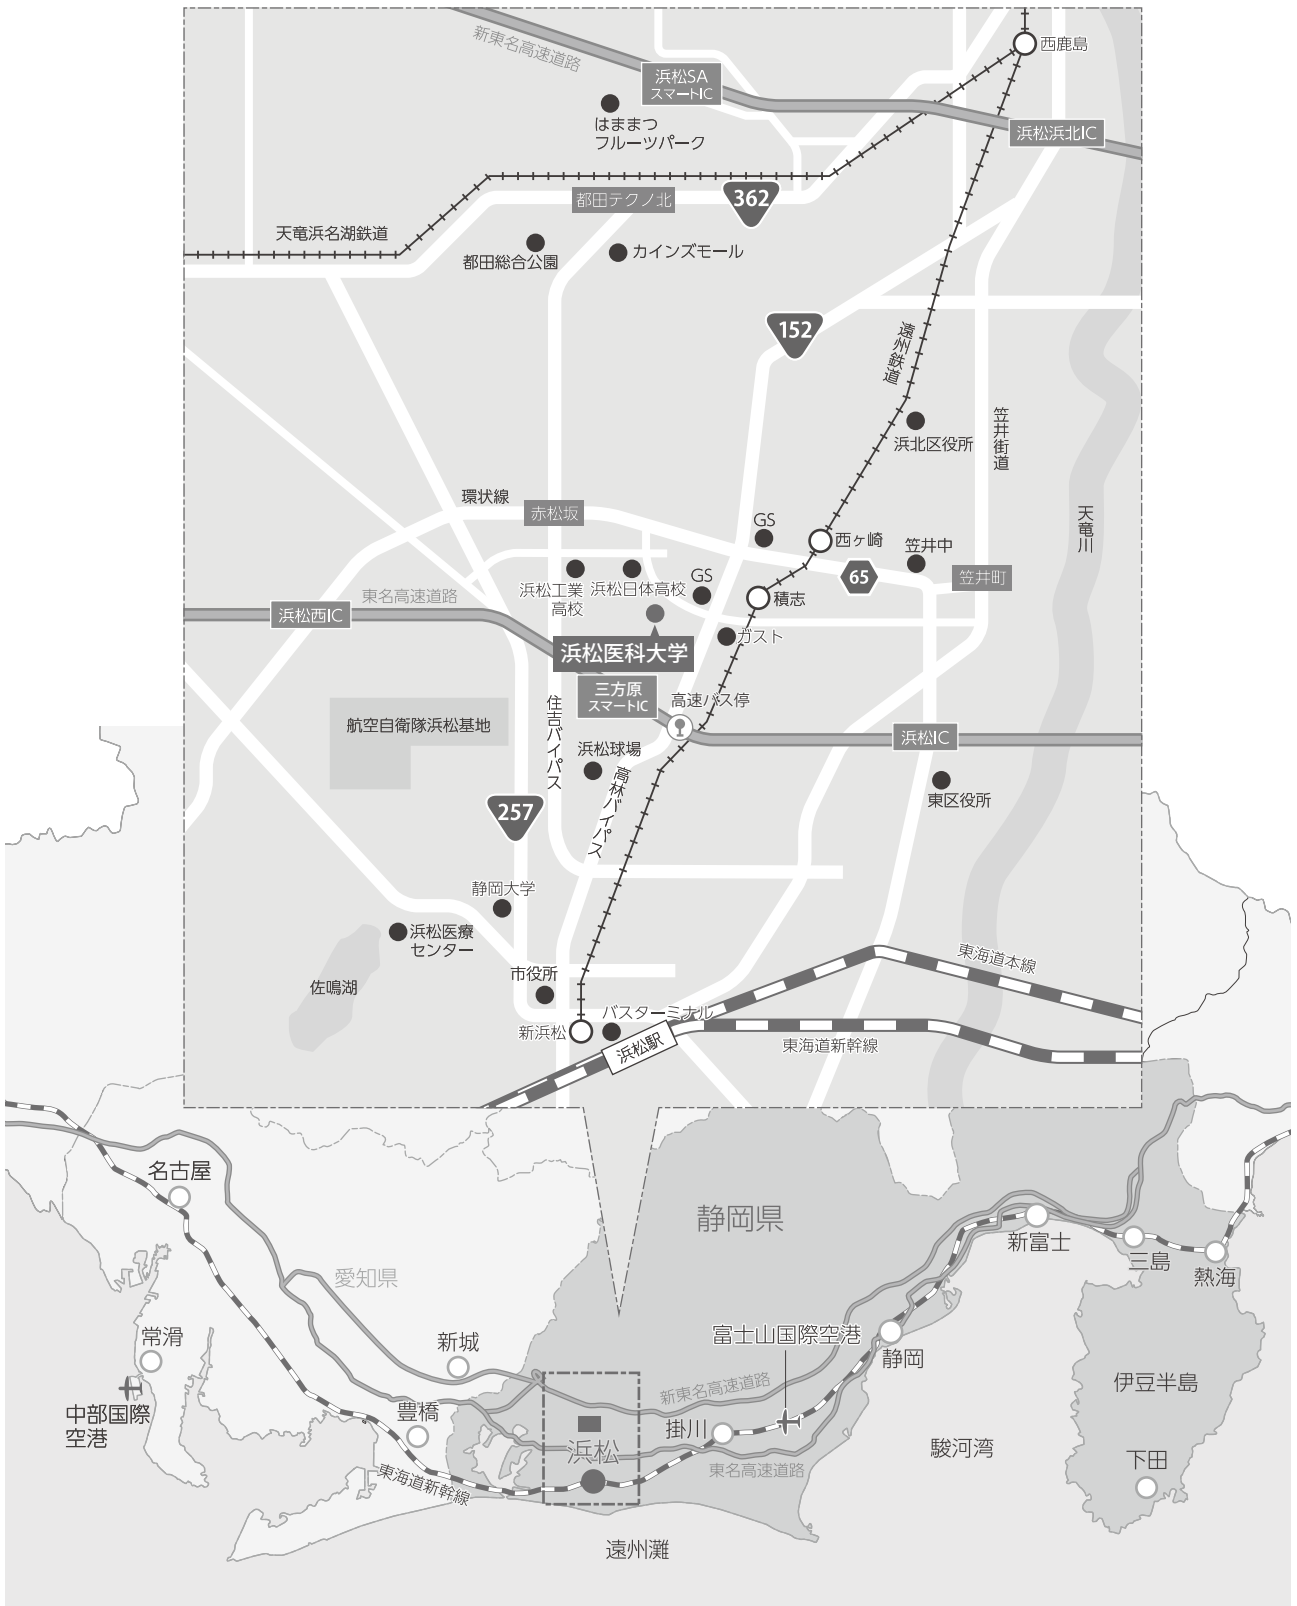 新東名高速道路
西鹿島
浜松SA
スマートIC
はままつ
フルーツパーク
浜松浜北IC
都田テクノ北
362
天竜浜名湖鉄道
都田総合公園
カインズモール
152
遠州鉄道
浜北区役所
笠井街道
環状線
赤松坂
GS
西ヶ崎
笠井中
天竜川
浜松工業
高校
浜松日体高校
GS
65
笠井町
東名高速道路
浜松西IC
積志
ガスト
浜松医科大学
三方原
スマートIC
高速バス停
住吉バイパス
航空自衛隊浜松基地
浜松IC
浜松球場
高林バイパス
東区役所
257
静岡大学
浜松医療
センター
佐鳴湖
市役所
東海道本線
新浜松
バスターミナル
浜松駅
東海道新幹線
名古屋
静岡県
新富士
三島
熱海
愛知県
常滑
新城
富士山国際空港
静岡
新東名高速道路
伊豆半島
中部国際
空港
豊橋
浜松
掛川
東名高速道路
駿河湾
下田
東海道新幹線
遠州灘